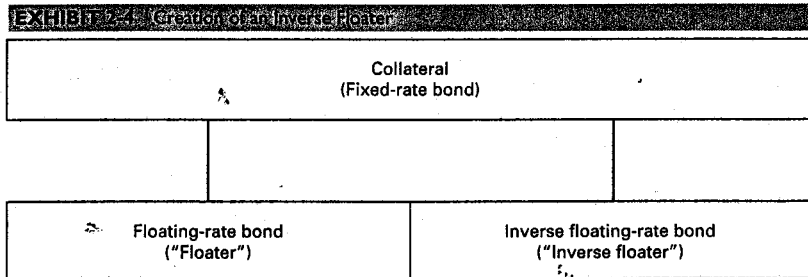 EXHIBIT 2-4 Creation of an Inverse Floater
Collateral
(Fixed-rate bond)
Floating-rate bond
("Floater")
Inverse floating-rate bond
("Inverse floater")